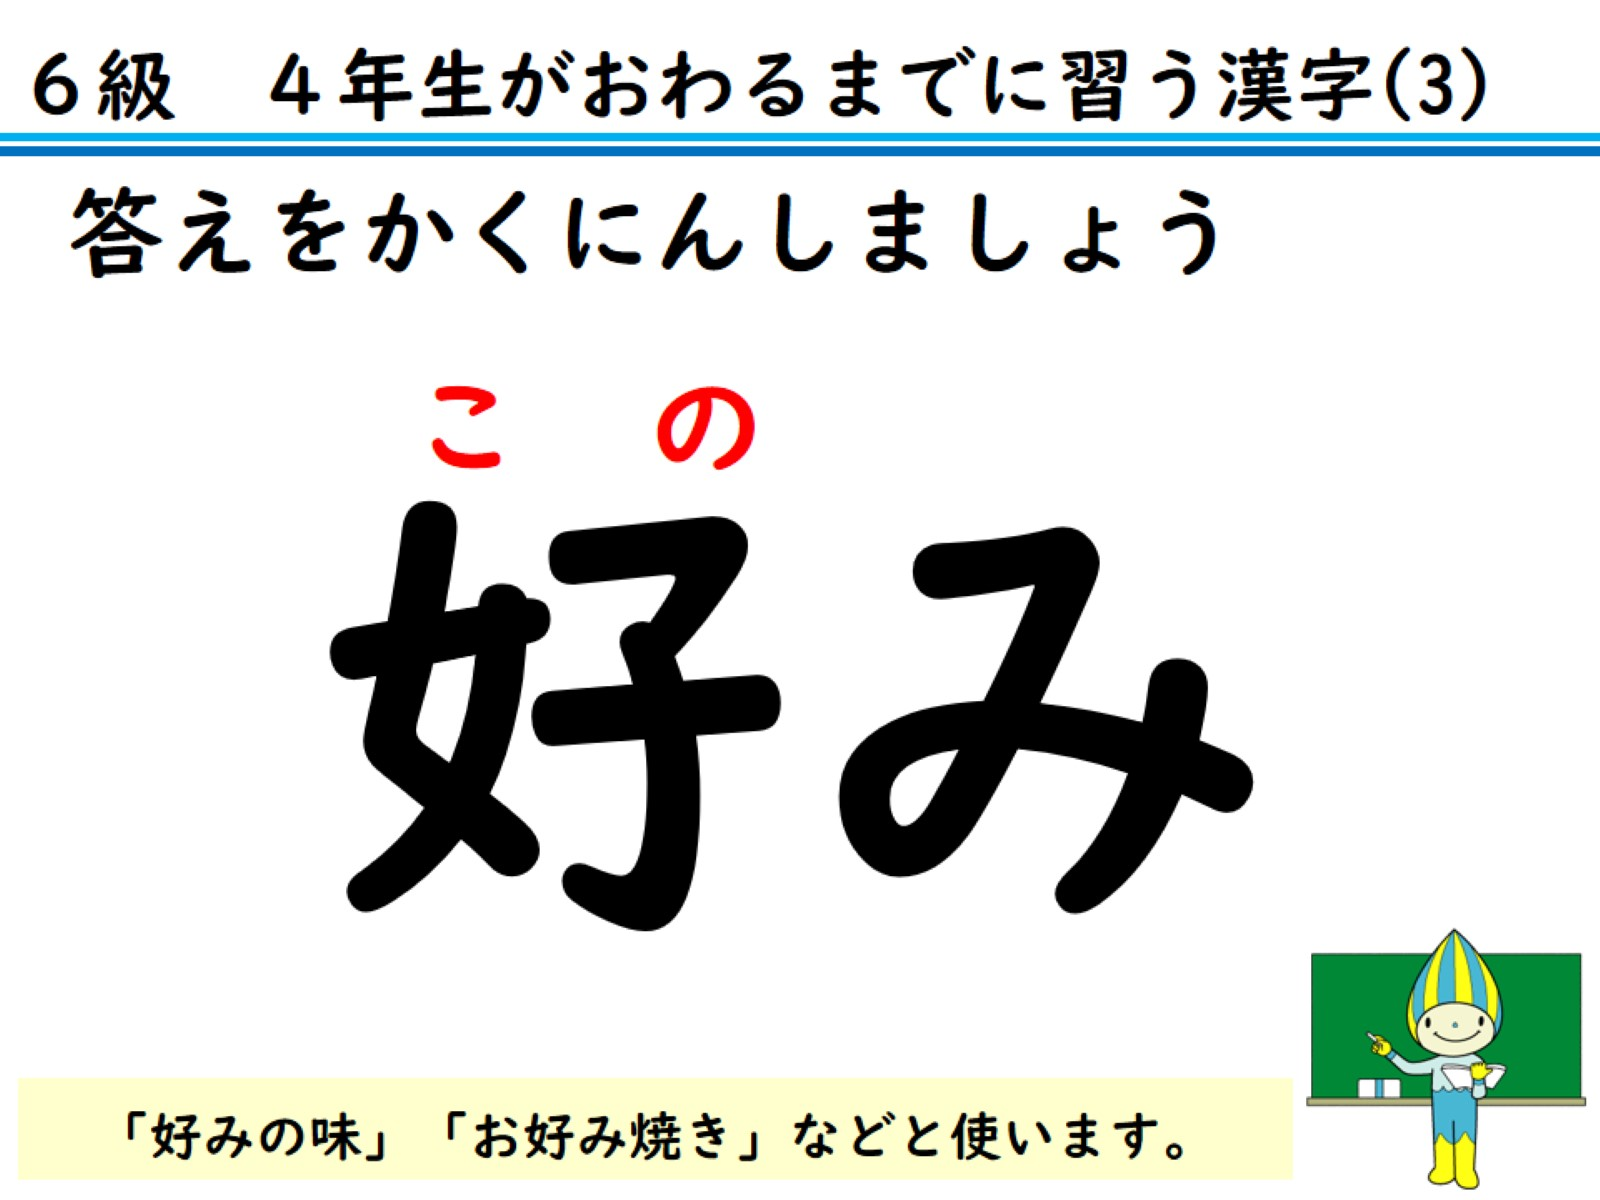 ６級　４年生がおわるまでに習う漢字(3)
答えをかくにんしましょう
こ　の
好み
「好みの味」「お好み焼き」などと使います。